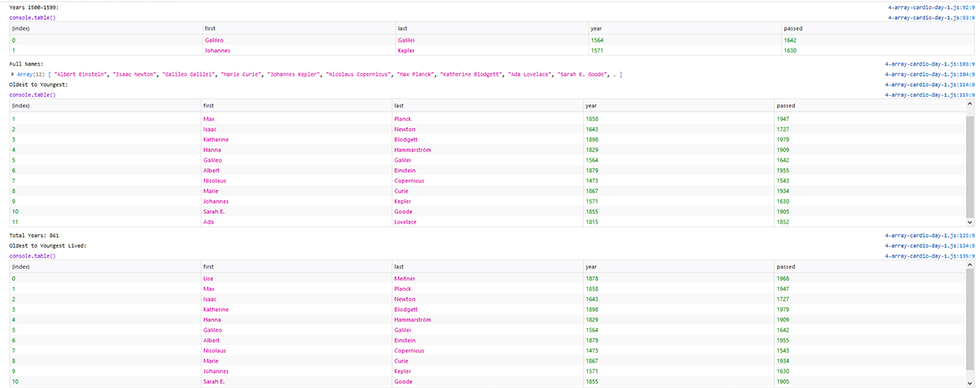 Years 1500-1599: 4-array-cardio-day-1.js:92:9
console.table() 4-array-cardio-day-1.js:93:9
(index) first last year passed
0 Galileo Galilei 1564 1642
1 Johannes Kepler 1571 1630
Full Names: 4-array-cardio-day-1.js:103:9
Array(12) [ "Albert Einstein", "Isaac Newton", "Galileo Galilei", "Marie Curie", "Johannes Kepler", "Nicolaus Copernicus", "Max Planck", "Katherine Blodgett", "Ada Lovelace", "Sarah E. Goode", … ] 4-array-cardio-day-1.js:104:9
Oldest to Youngest: 4-array-cardio-day-1.js:114:9
console.table() 4-array-cardio-day-1.js:115:9
(index) first last year passed
1 Max Planck 1858 1947
2 Isaac Newton 1643 1727
3 Katherine Blodgett 1898 1979
4 Hanna Hammarström 1829 1909
5 Galileo Galilei 1564 1642
6 Albert Einstein 1879 1955
7 Nicolaus Copernicus 1473 1543
8 Marie Curie 1867 1934
9 Johannes Kepler 1571 1630
10 Sarah E. Goode 1855 1905
11 Ada Lovelace 1815 1852
Total Years: 861 4-array-cardio-day-1.js:125:9
Oldest to Youngest Lived: 4-array-cardio-day-1.js:134:9
console.table() 4-array-cardio-day-1.js:135:9
(index) first last year passed
0 Lise Meitner 1878 1968
1 Max Planck 1858 1947
2 Isaac Newton 1643 1727
3 Katherine Blodgett 1898 1979
4 Hanna Hammarström 1829 1909
5 Galileo Galilei 1564 1642
6 Albert Einstein 1879 1955
7 Nicolaus Copernicus 1473 1543
8 Marie Curie 1867 1934
9 Johannes Kepler 1571 1630
10 Sarah E. Goode 1855 1905